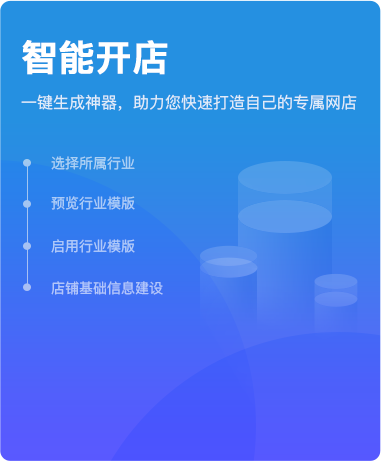 智能开店
一键生成神器，助力您快速打造自己的专属网店
选择所属行业
预览行业模版
启用行业模版
店铺基础信息建设